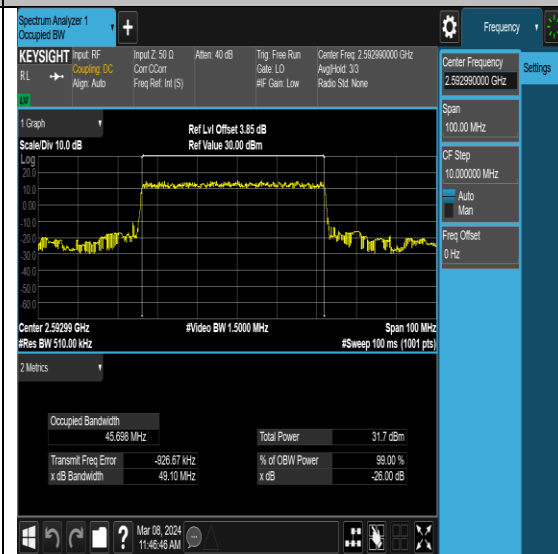 Spectrum Analyzer 1
Occupied BW
+
Frequency
KEYSIGHT
RL
LXI
Input: RF
Coupling: DC
Align: Auto
Input Z: 50 Ω
Corr CCorr
Freq Ref: Int (S)
Atten: 40 dB
Trig: Free Run
Gate: LO
#IF Gain: Low
Center Freq: 2.592990000 GHz
Avg|Hold: 3/3
Radio Std: None
Center Frequency
2.592990000 GHz
Settings
Span
100.00 MHz
CF Step
10.000000 MHz
Auto
Man
Freq Offset
0 Hz
1 Graph
Scale/Div 10.0 dB
Ref Lvl Offset 3.85 dB
Ref Value 30.00 dBm
Log
20.0
10.0
0.00
-10.0
-20.0
-30.0
-40.0
-50.0
-60.0
Center 2.59299 GHz
#Res BW 510.00 kHz
#Video BW 1.5000 MHz
Span 100 MHz
#Sweep 100 ms (1001 pts)
2 Metrics
Occupied Bandwidth
45.698 MHz
Total Power 31.7 dBm
Transmit Freq Error -926.67 kHz
% of OBW Power 99.00 %
x dB Bandwidth 49.10 MHz
x dB -26.00 dB
?
Mar 08, 2024
11:46:46 AM